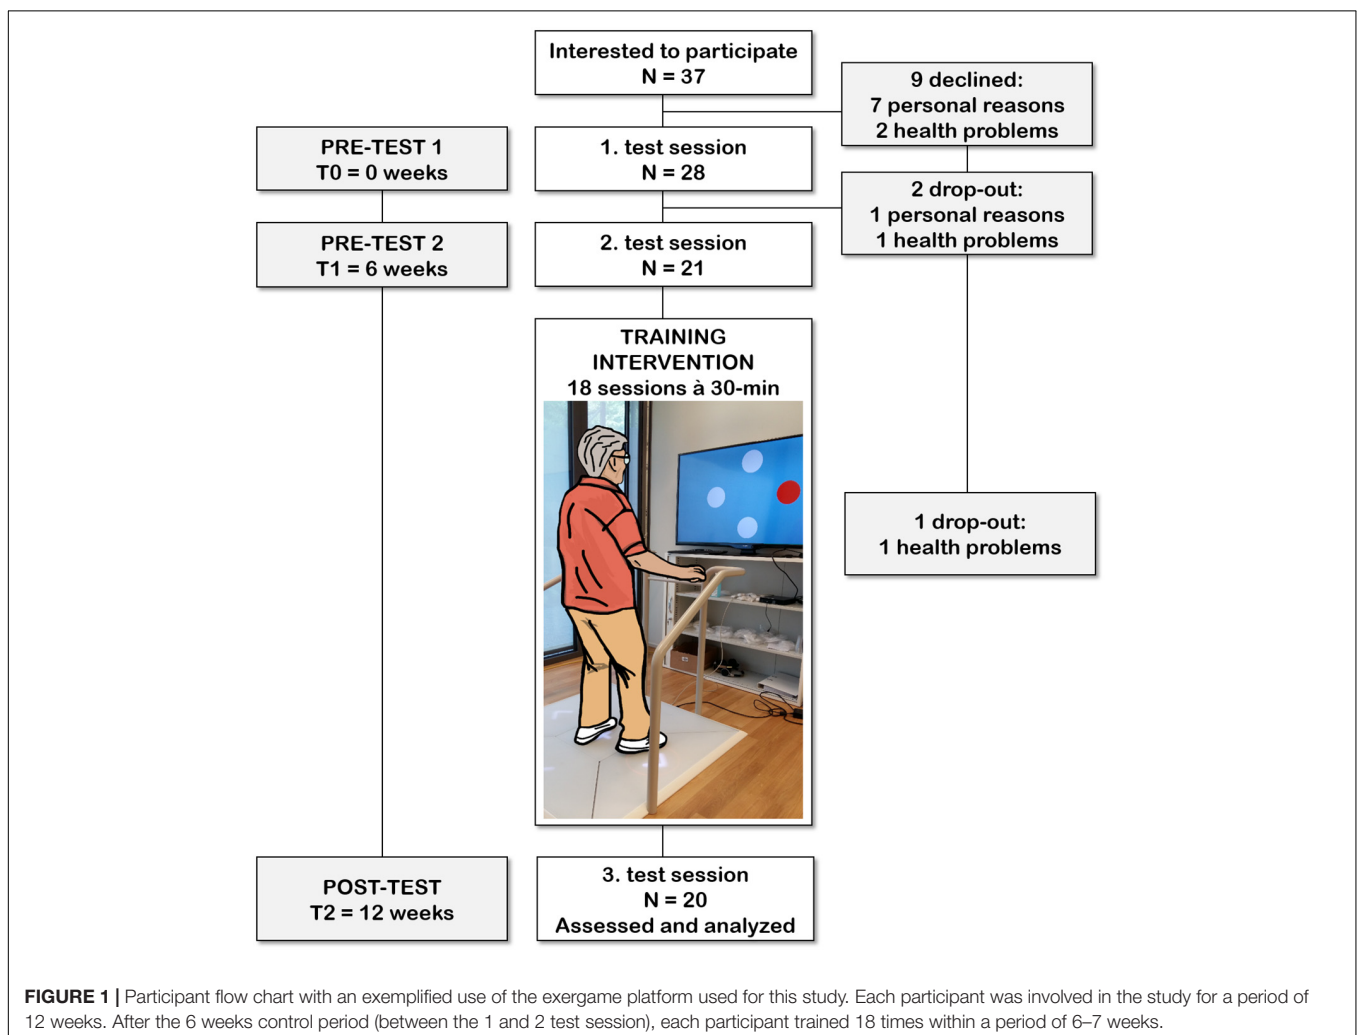 Interested to participate
N = 37
9 declined:
7 personal reasons
2 health problems
PRE-TEST 1
T0 = 0 weeks
1. test session
N = 28
2 drop-out:
1 personal reasons
1 health problems
PRE-TEST 2
T1 = 6 weeks
2. test session
N = 21
TRAINING
INTERVENTION
18 sessions à 30-min
1 drop-out:
1 health problems
POST-TEST
T2 = 12 weeks
3. test session
N = 20
Assessed and analyzed
FIGURE 1 | Participant flow chart with an exemplified use of the exergame platform used for this study. Each participant was involved in the study for a period of
12 weeks. After the 6 weeks control period (between the 1 and 2 test session), each participant trained 18 times within a period of 6–7 weeks.